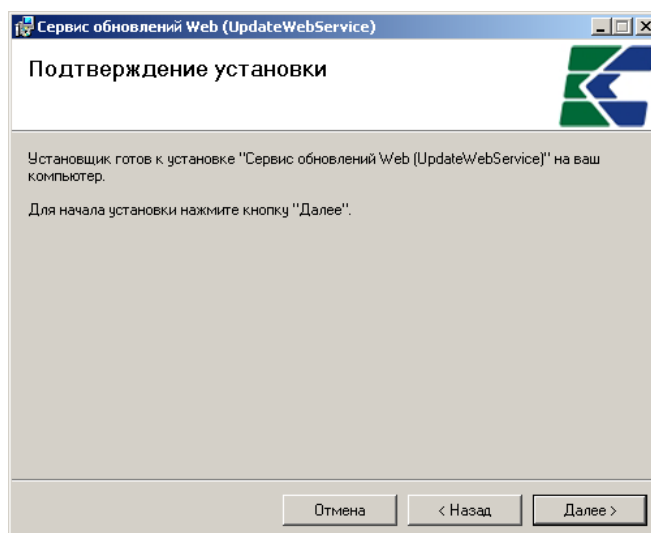 Сервис обновлений Web (UpdateWebService)
Подтверждение установки
Установщик готов к установке "Сервис обновлений Web (UpdateWebService)" на ваш
компьютер.
Для начала установки нажмите кнопку "Далее".
Отмена < Назад Далее >